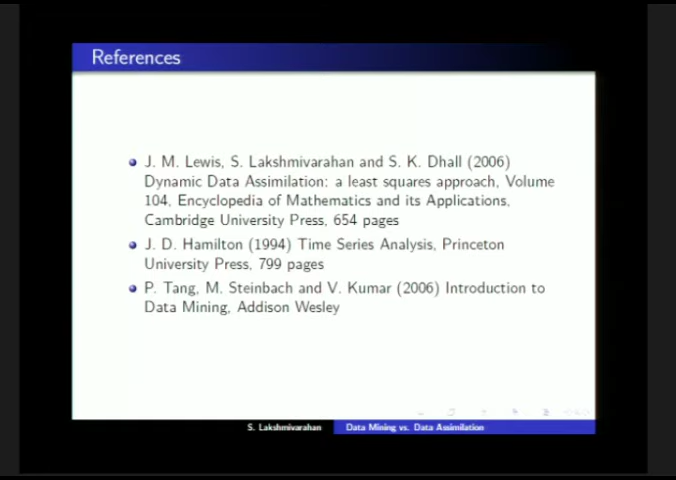 References
J. M. Lewis, S. Lakshmivarahan and S. K. Dhall (2006)
Dynamic Data Assimilation: a least squares approach, Volume
104, Encyclopedia of Mathematics and its Applications,
Cambridge University Press, 654 pages
J. D. Hamilton (1994) Time Series Analysis, Princeton
University Press, 799 pages
P. Tang, M. Steinbach and V. Kumar (2006) Introduction to
Data Mining, Addison Wesley
S. Lakshmivarahan Data Mining vs. Data Assimilation